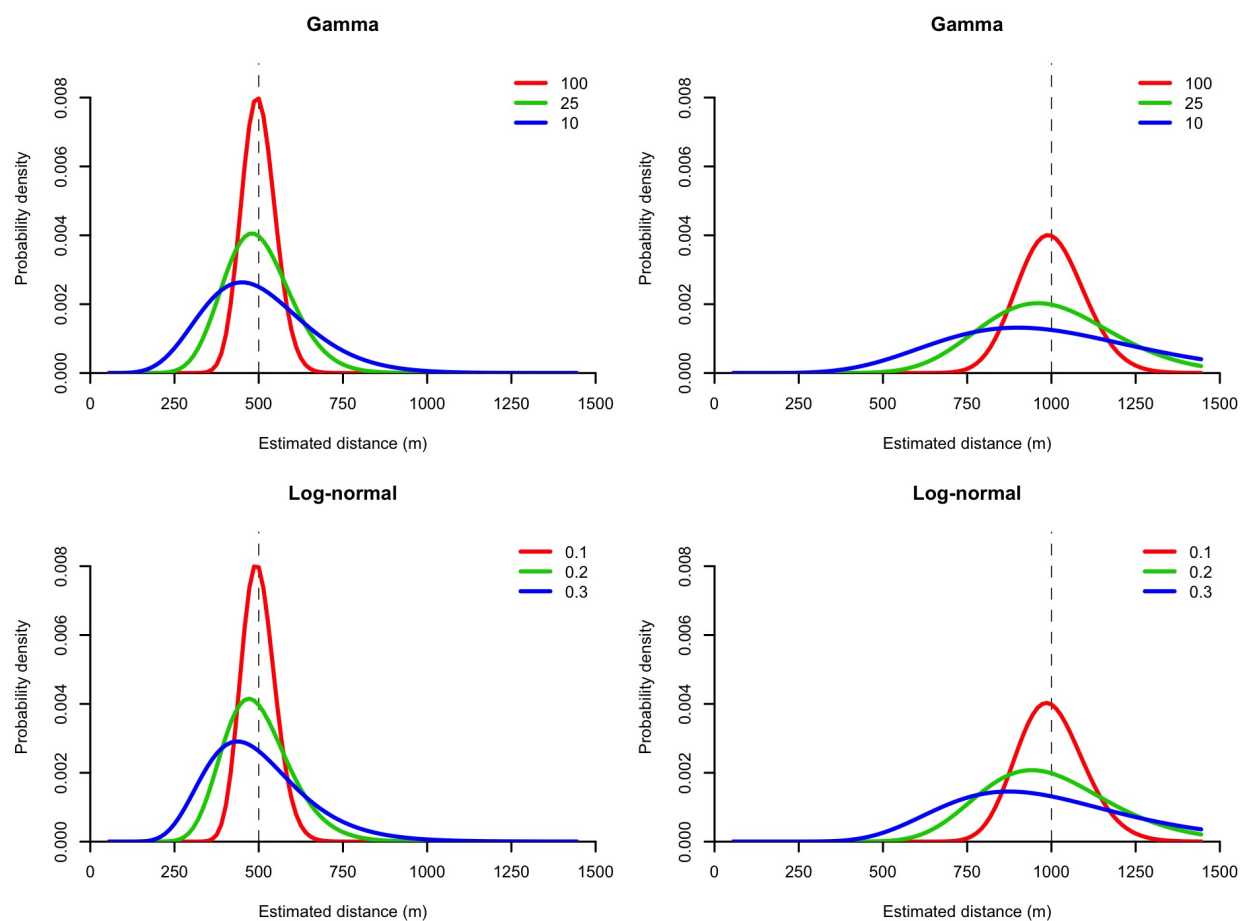 Gamma
100
25
10
Probability density
0.000 0.002 0.004 0.006 0.008
0 250 500 750 1000 1250 1500
Estimated distance (m)
Gamma
100
25
10
Probability density
0.000 0.002 0.004 0.006 0.008
0 250 500 750 1000 1250 1500
Estimated distance (m)
Log-normal
0.1
0.2
0.3
Probability density
0.000 0.002 0.004 0.006 0.008
0 250 500 750 1000 1250 1500
Estimated distance (m)
Log-normal
0.1
0.2
0.3
Probability density
0.000 0.002 0.004 0.006 0.008
0 250 500 750 1000 1250 1500
Estimated distance (m)